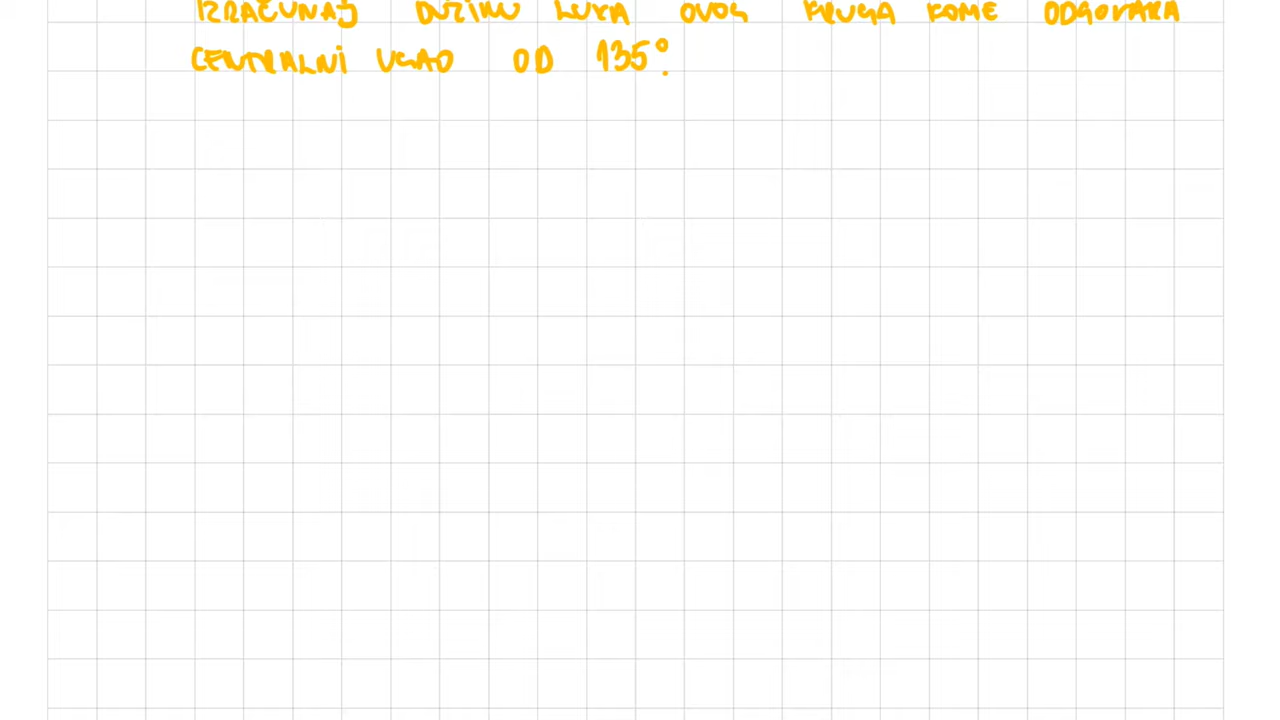 IZRAČUNAJ DUŽINU LUKA OVOG KRUGA KOME ODGOVARA
CENTRALNI UGAO OD 135°.